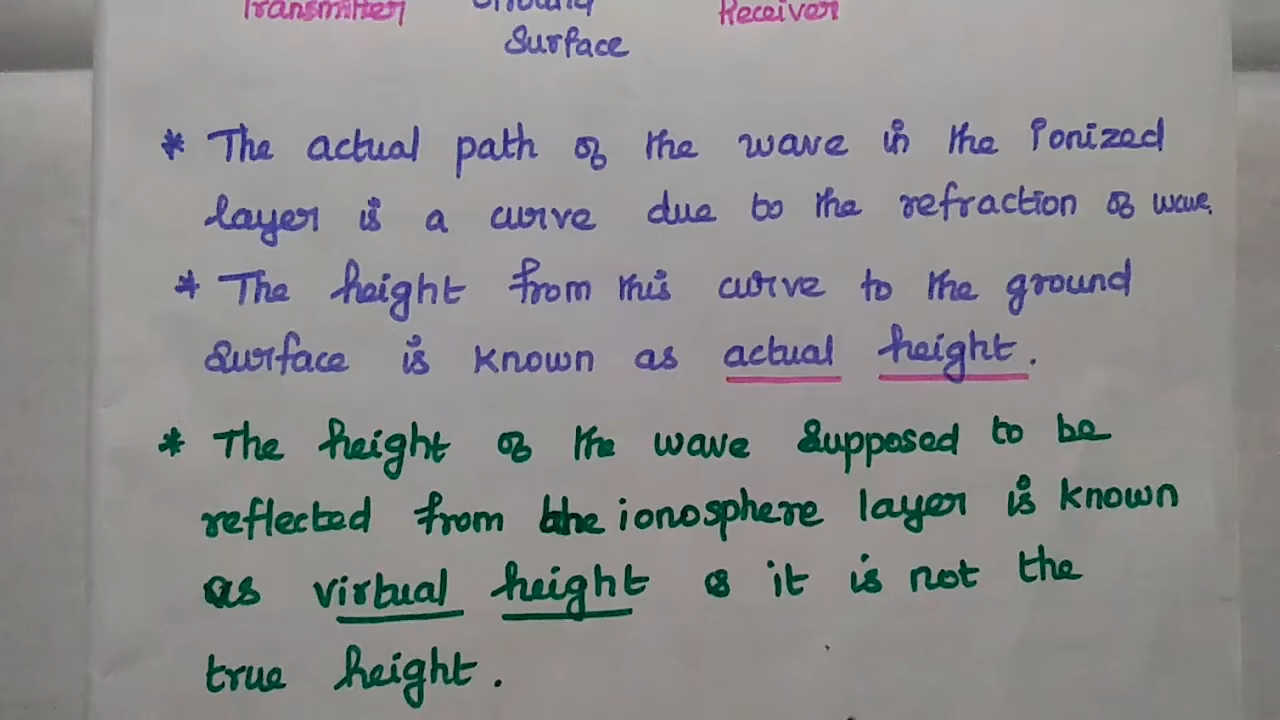 Transmitter Ground Receiver
Surface
* The actual path of the wave in the ionized
layer is a curve due to the refraction of wave.
* The height from this curve to the ground
surface is known as actual height.
* The height of the wave supposed to be
reflected from the ionosphere layer is known
as virtual height & it is not the
true height.